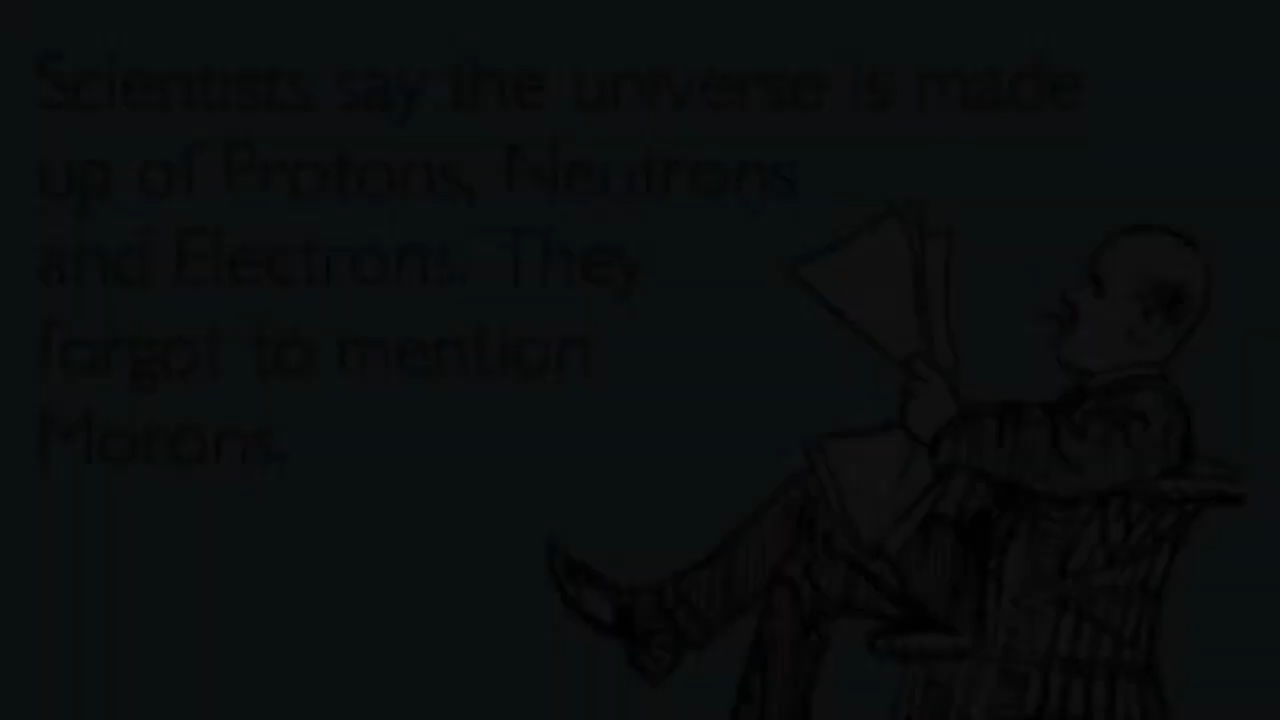 Scientists say the universe is made
up of Protons, Neutrons
and Electrons. They
forgot to mention
Morons.